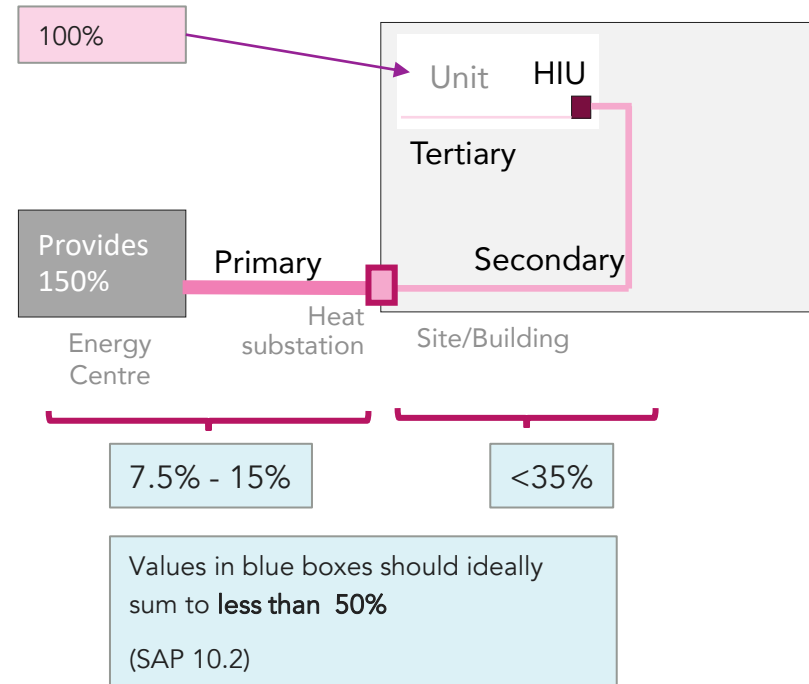 100%
Unit
HIU
Tertiary
Provides
150%
Primary
Secondary
Heat
substation
Energy
Centre
Site/Building
7.5% - 15%
<35%
Values in blue boxes should ideally
sum to less than 50%
(SAP 10.2)